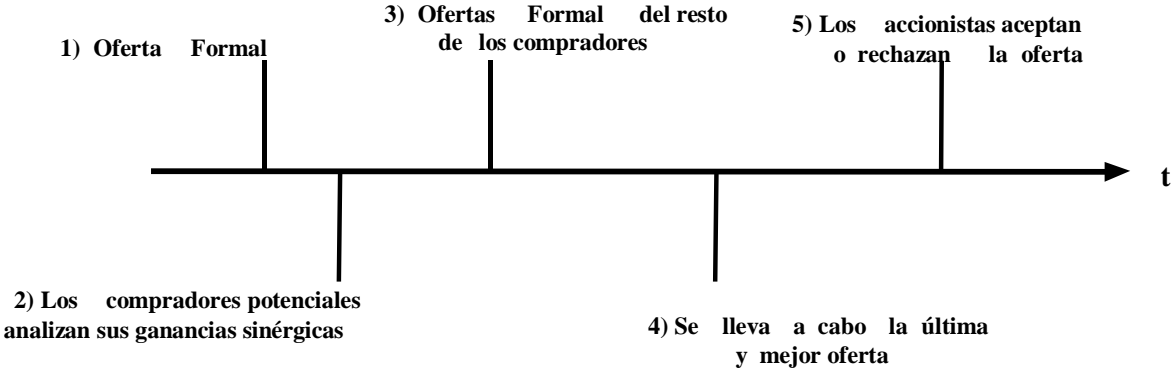 1) Oferta Formal
2) Los compradores potenciales
analizan sus ganancias sinérgicas
3) Ofertas Formal del resto
de los compradores
4) Se lleva a cabo la última
y mejor oferta
5) Los accionistas aceptan
o rechazan la oferta
t